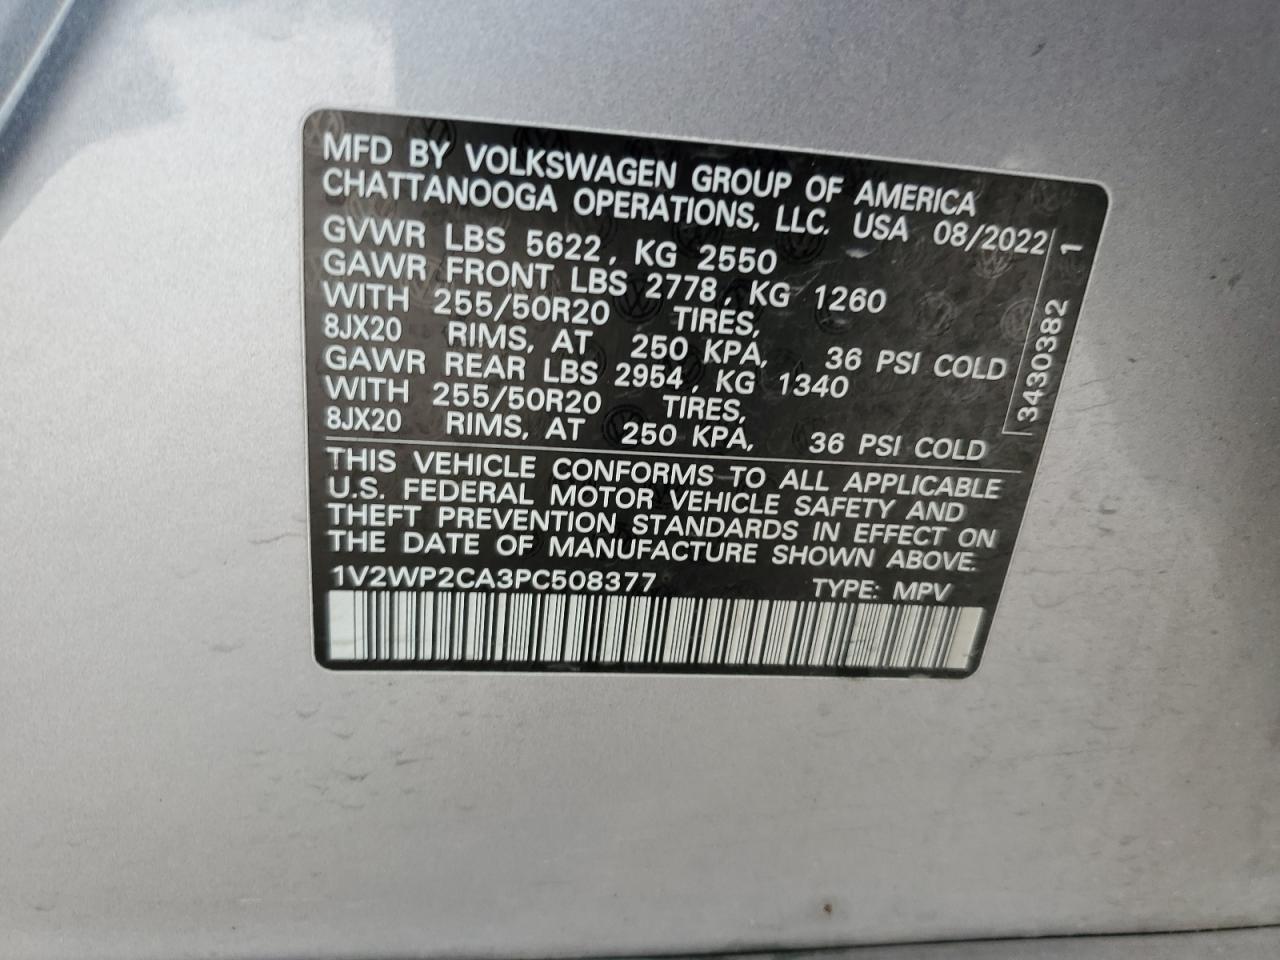 MFD BY VOLKSWAGEN GROUP OF AMERICA
CHATTANOOGA OPERATIONS, LLC. USA 08/2022
GVWR LBS 5622, KG 2550
GAWR FRONT LBS 2778, KG 1260
WITH 255/50R20 TIRES,
8JX20 RIMS, AT 250 KPA, 36 PSI COLD
GAWR REAR LBS 2954, KG 1340
WITH 255/50R20 TIRES,
8JX20 RIMS, AT 250 KPA, 36 PSI COLD
3430382 1
THIS VEHICLE CONFORMS TO ALL APPLICABLE
U.S. FEDERAL MOTOR VEHICLE SAFETY AND
THEFT PREVENTION STANDARDS IN EFFECT ON
THE DATE OF MANUFACTURE SHOWN ABOVE.
1V2WP2CA3PC508377 TYPE: MPV